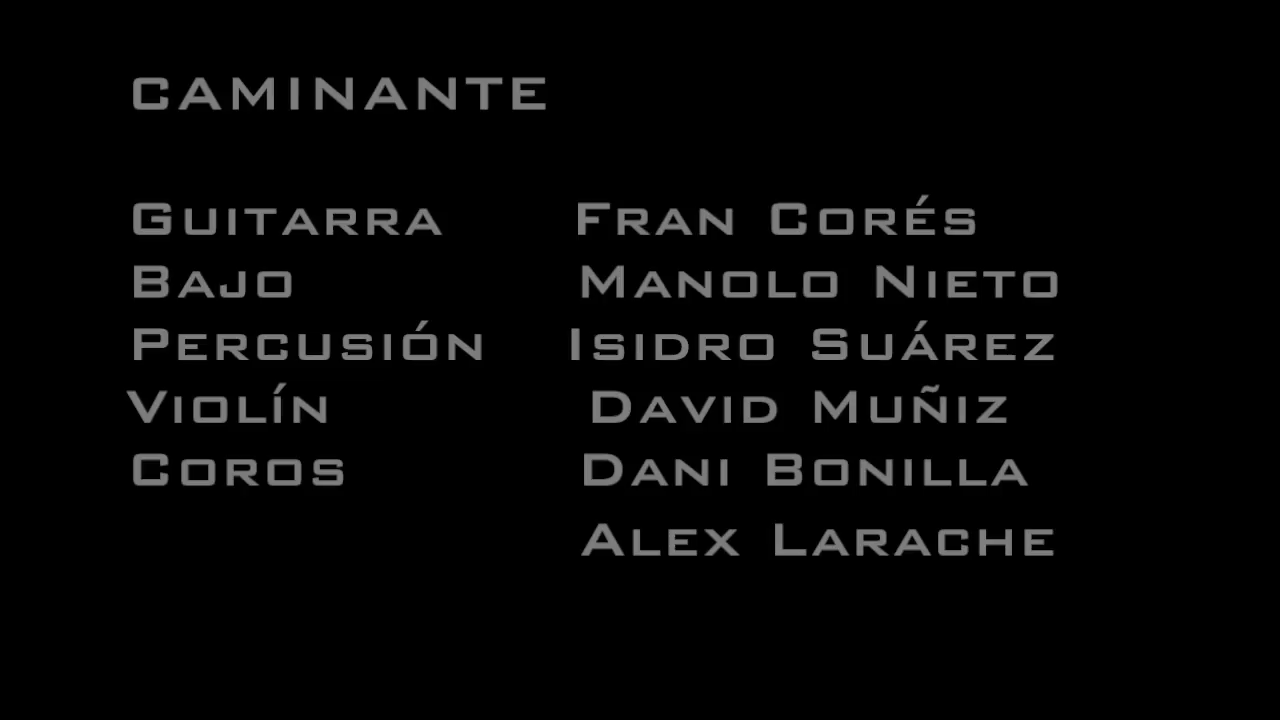 CAMINANTE
Guitarra Fran Corés
Bajo Manolo Nieto
Percusión Isidro Suárez
Violín David Muñiz
Coros Dani Bonilla
Alex Larache